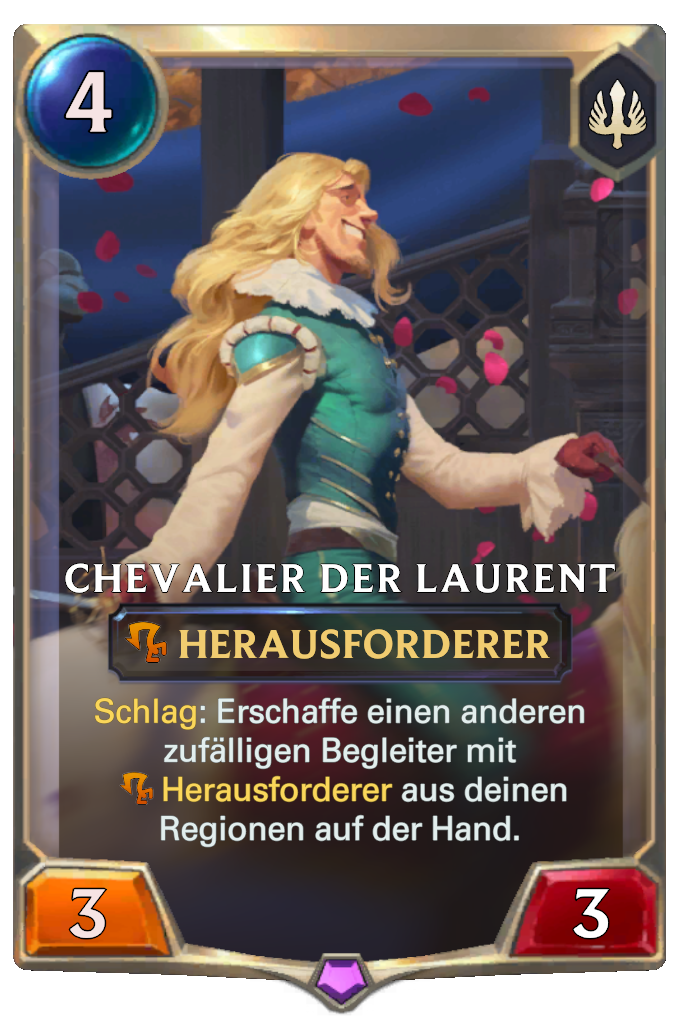 4
CHEVALIER DER LAURENT
HERAUSFORDERER
Schlag: Erschaffe einen anderen
zufälligen Begleiter mit
Herausforderer aus deinen
Regionen auf der Hand.
3
3